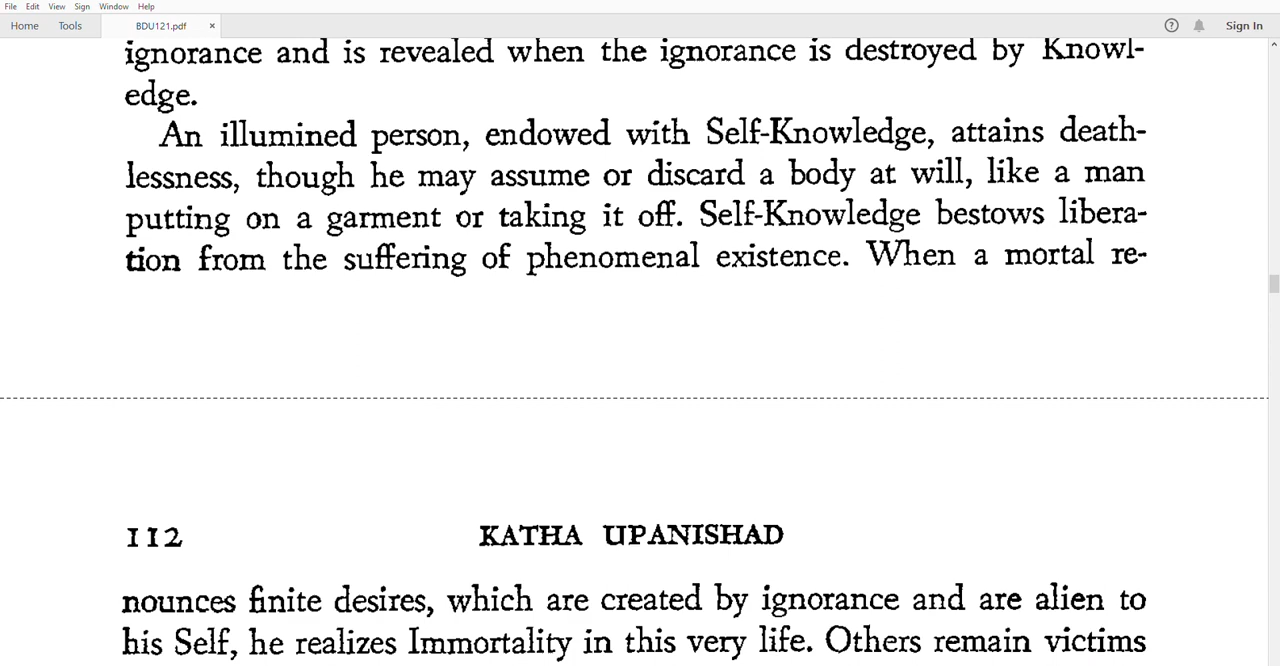 File Edit View Sign Window Help
Home Tools BDU121.pdf × ? Sign In
ignorance and is revealed when the ignorance is destroyed by Knowl-
edge.
An illumined person, endowed with Self-Knowledge, attains death-
lessness, though he may assume or discard a body at will, like a man
putting on a garment or taking it off. Self-Knowledge bestows libera-
tion from the suffering of phenomenal existence. When a mortal re-
112 KATHA UPANISHAD
nounces finite desires, which are created by ignorance and are alien to
his Self, he realizes Immortality in this very life. Others remain victims